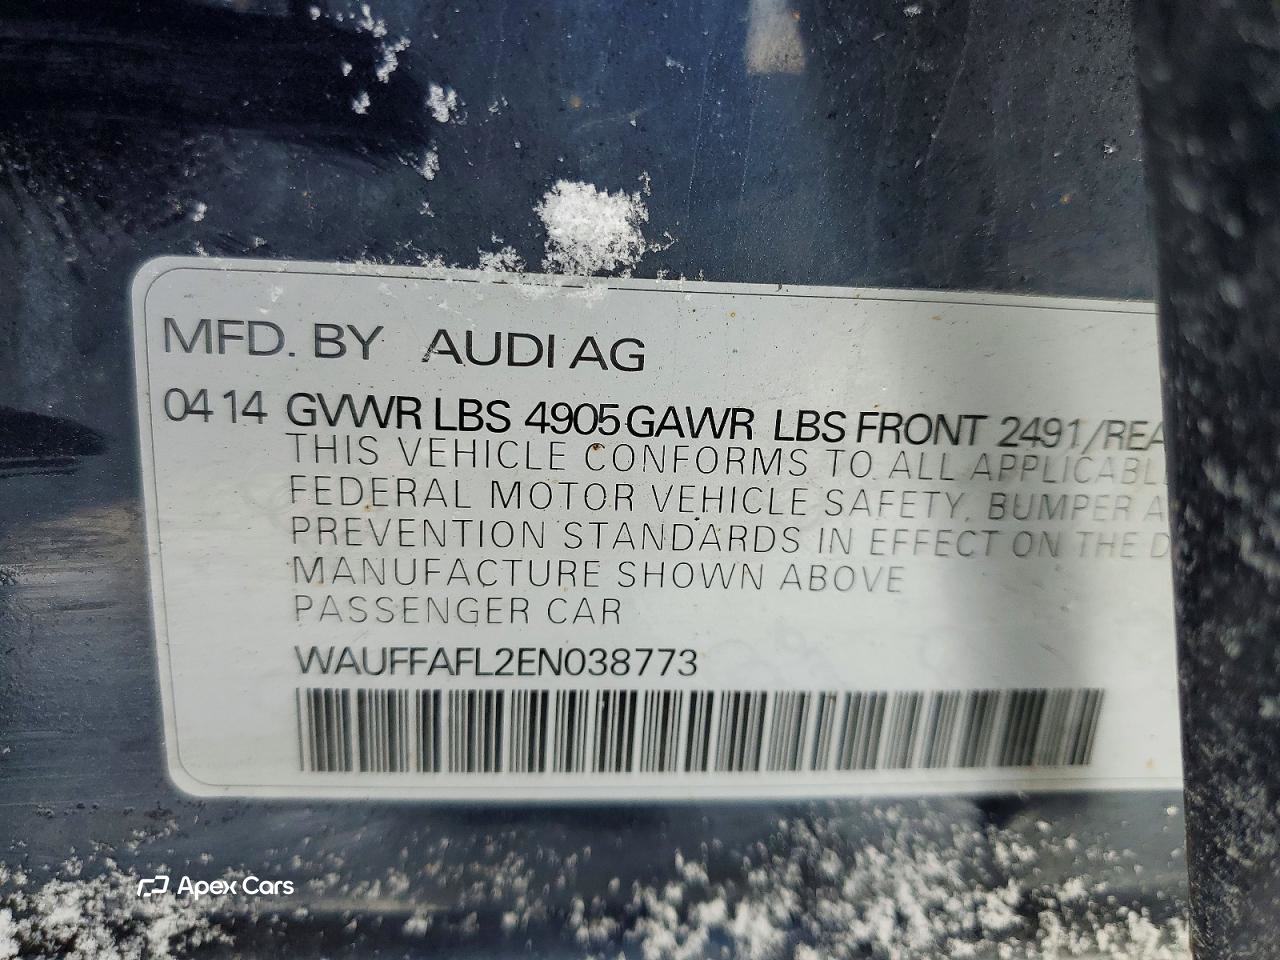 MFD. BY AUDI AG
04 14 GVWR LBS 4905 GAWR LBS FRONT 2491/REA
THIS VEHICLE CONFORMS TO ALL APPLICABL
FEDERAL MOTOR VEHICLE SAFETY, BUMPER A
PREVENTION STANDARDS IN EFFECT ON THE D
MANUFACTURE SHOWN ABOVE
PASSENGER CAR
WAUFFAFL2EN038773
Apex Cars